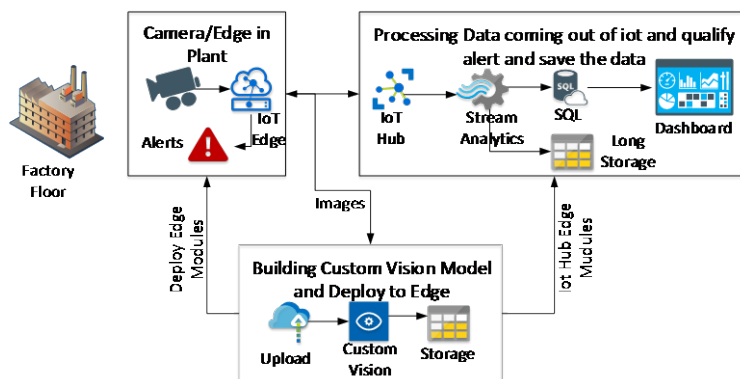 Camera/Edge in
Plant
IoT
Edge
Alerts
Factory
Floor
Processing Data coming out of iot and qualify
alert and save the data
IoT
Hub
Stream
Analytics
SQL
SQL
Dashboard
Long
Storage
Images
Deploy Edge
Modules
Iot Hub Edge
Mudules
Building Custom Vision Model
and Deploy to Edge
Upload
Custom
Vision
Storage